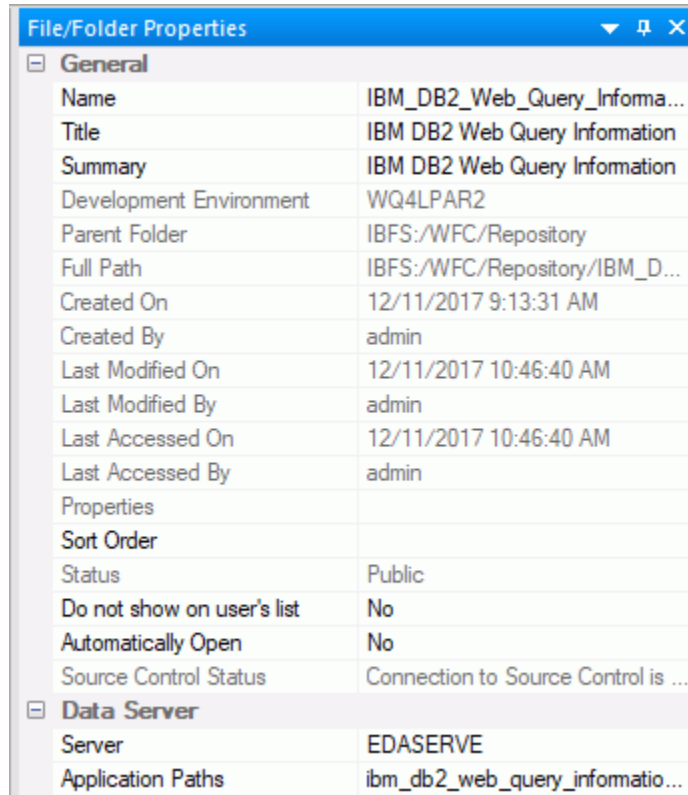 File/Folder Properties
General
Name IBM_DB2_Web_Query_Informa...
Title IBM DB2 Web Query Information
Summary IBM DB2 Web Query Information
Development Environment WQ4LPAR2
Parent Folder IBFS:/WFC/Repository
Full Path IBFS:/WFC/Repository/IBM_D...
Created On 12/11/2017 9:13:31 AM
Created By admin
Last Modified On 12/11/2017 10:46:40 AM
Last Modified By admin
Last Accessed On 12/11/2017 10:46:40 AM
Last Accessed By admin
Properties
Sort Order
Status Public
Do not show on user's list No
Automatically Open No
Source Control Status Connection to Source Control is ...
Data Server
Server EDASERVE
Application Paths ibm_db2_web_query_informatio...